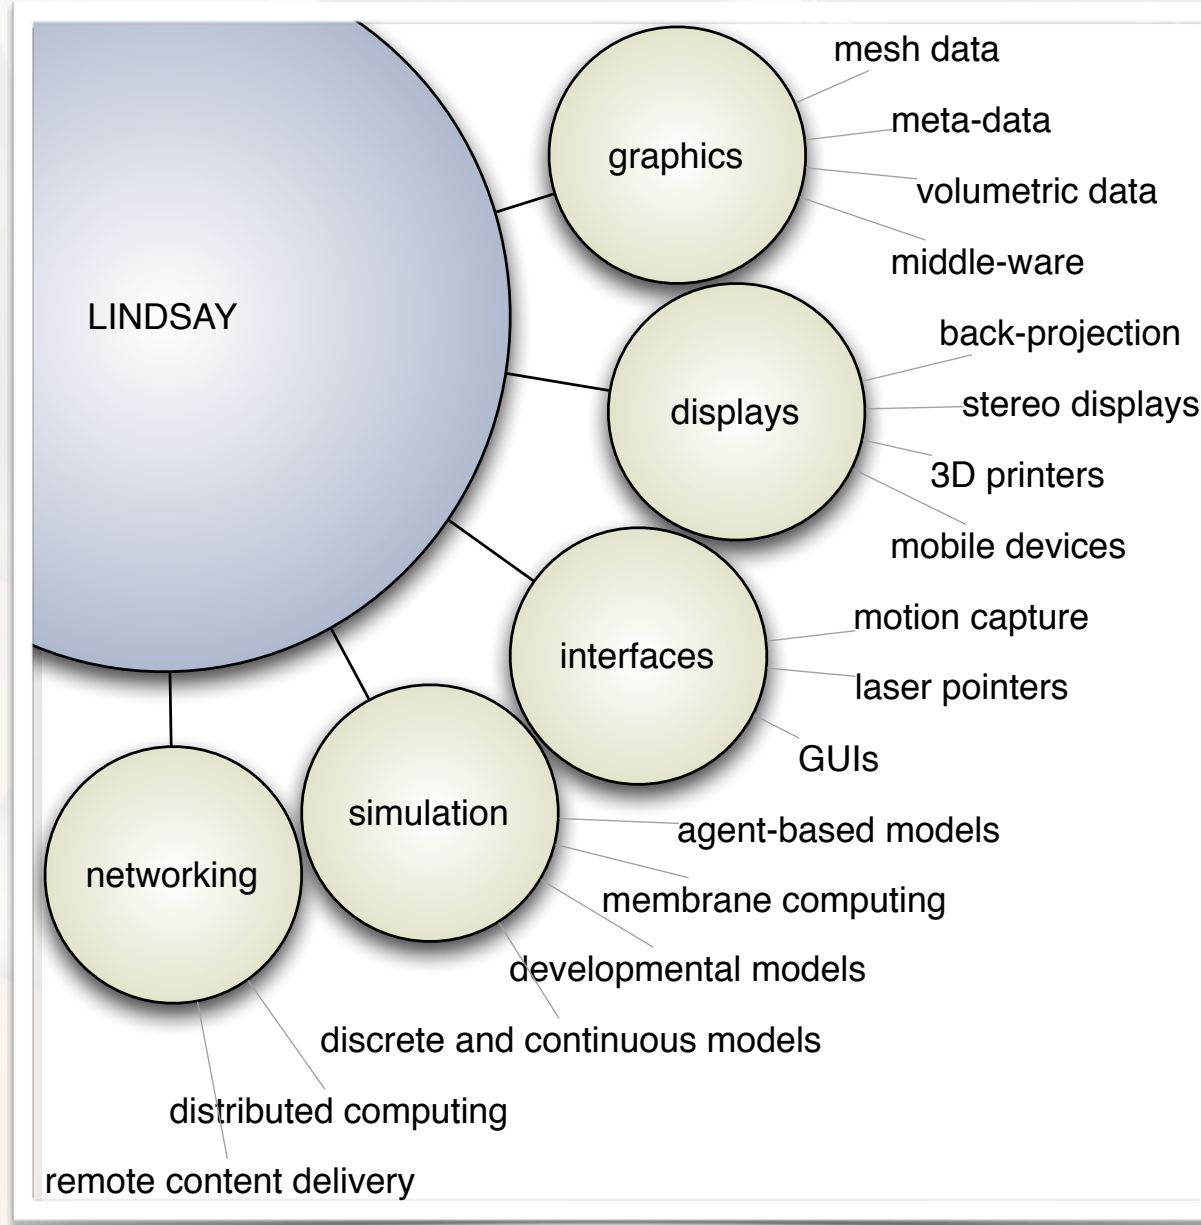 LINDSAY
graphics
mesh data
meta-data
volumetric data
middle-ware
displays
back-projection
stereo displays
3D printers
mobile devices
interfaces
motion capture
laser pointers
GUIs
simulation
agent-based models
membrane computing
developmental models
discrete and continuous models
networking
distributed computing
remote content delivery